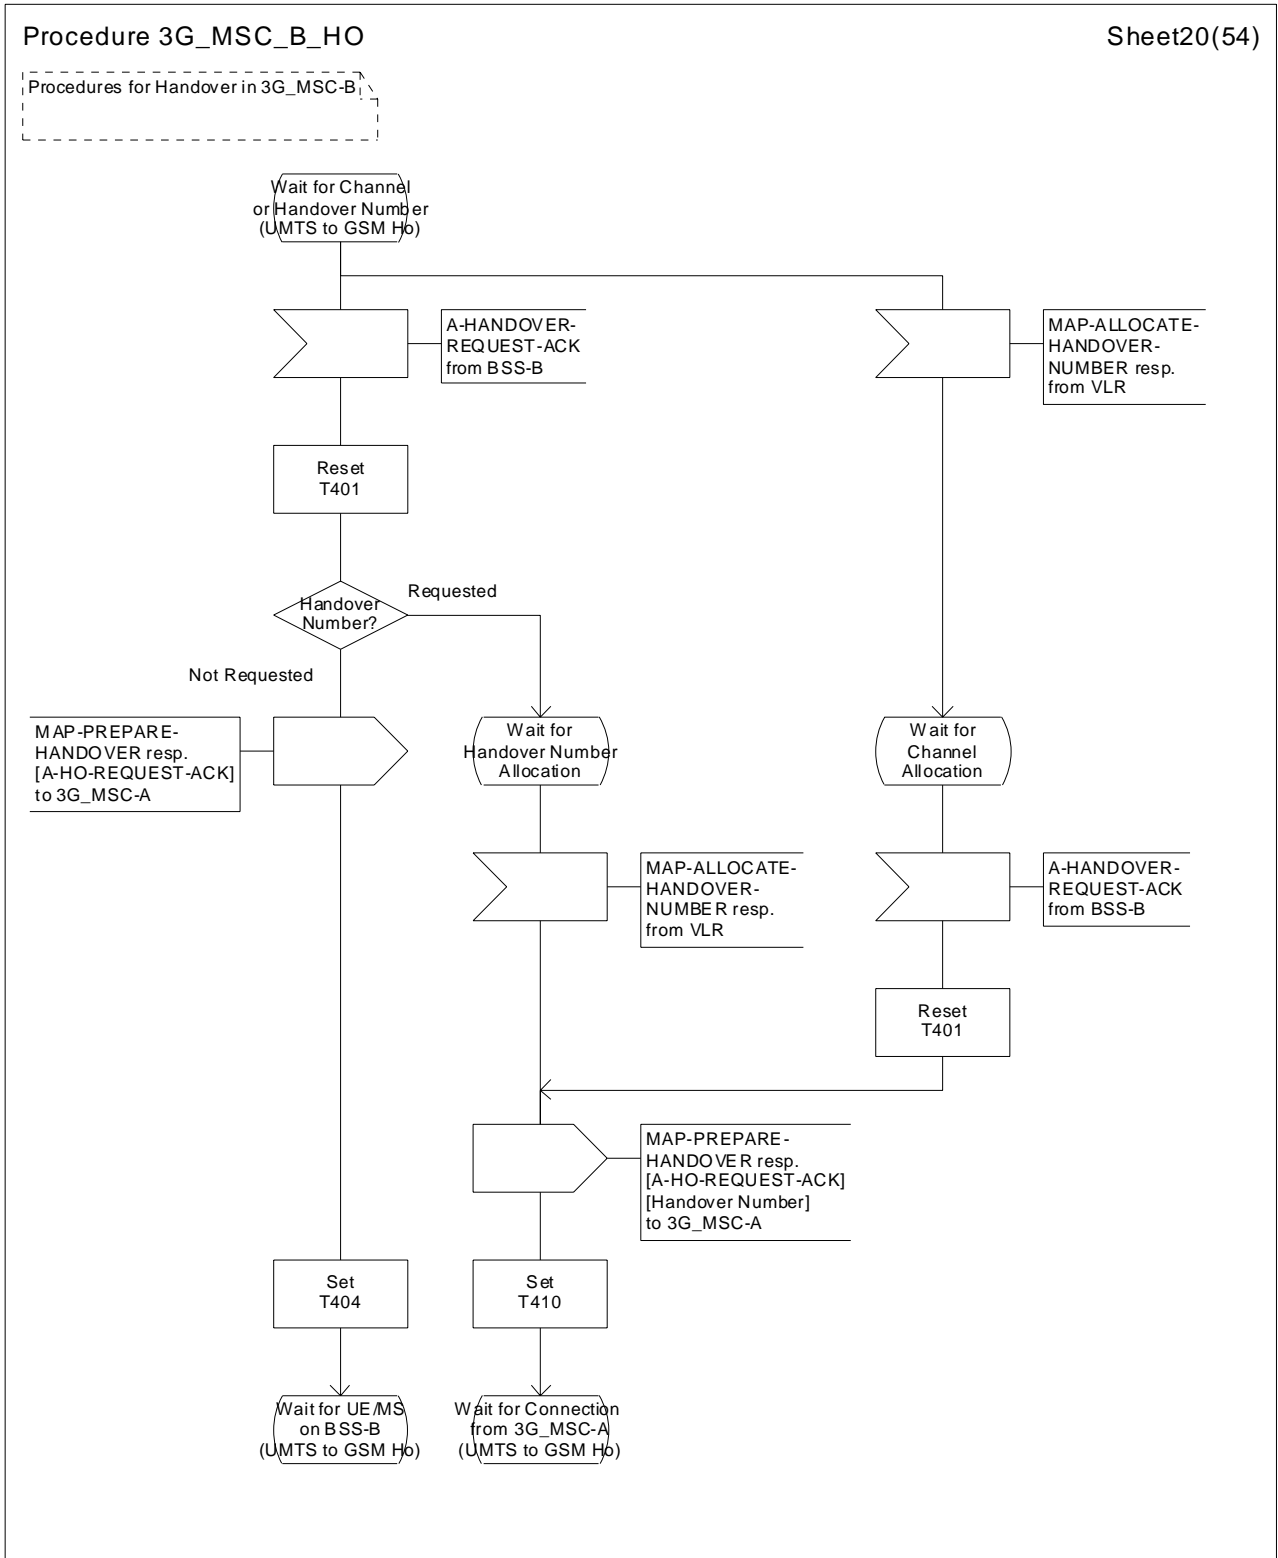 Procedure 3G_MSC_B_HO
Sheet20(54)
Procedures for Handover in 3G_MSC-B
Wait for Channel
or Handover Number
(UMTS to GSM Ho)
A-HANDOVER-
REQUEST-ACK
from BSS-B
MAP-ALLOCATE-
HANDOVER-
NUMBER resp.
from VLR
Reset
T401
Handover
Number?
Requested
Not Requested
MAP-PREPARE-
HANDOVER resp.
[A-HO-REQUEST-ACK]
to 3G_MSC-A
Wait for
Handover Number
Allocation
Wait for
Channel
Allocation
MAP-ALLOCATE-
HANDOVER-
NUMBER resp.
from VLR
A-HANDOVER-
REQUEST-ACK
from BSS-B
Reset
T401
MAP-PREPARE-
HANDOVER resp.
[A-HO-REQUEST-ACK]
[Handover Number]
to 3G_MSC-A
Set
T404
Set
T410
Wait for UE/MS
on BSS-B
(UMTS to GSM Ho)
Wait for Connection
from 3G_MSC-A
(UMTS to GSM Ho)